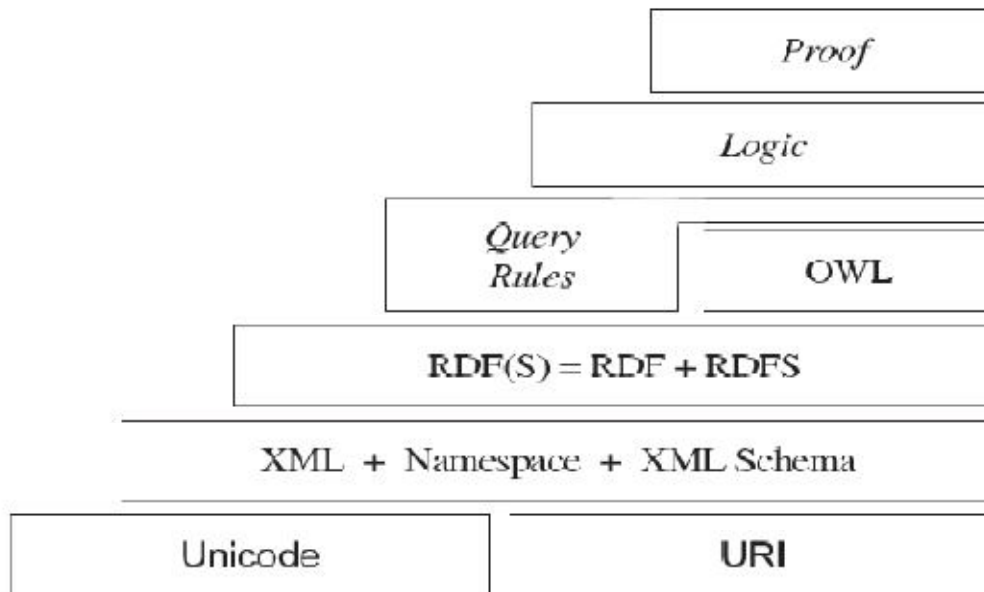 Proof
Logic
Query
Rules
OWL
RDF(S) = RDF + RDFS
XML + Namespace + XML Schema
Unicode
URI